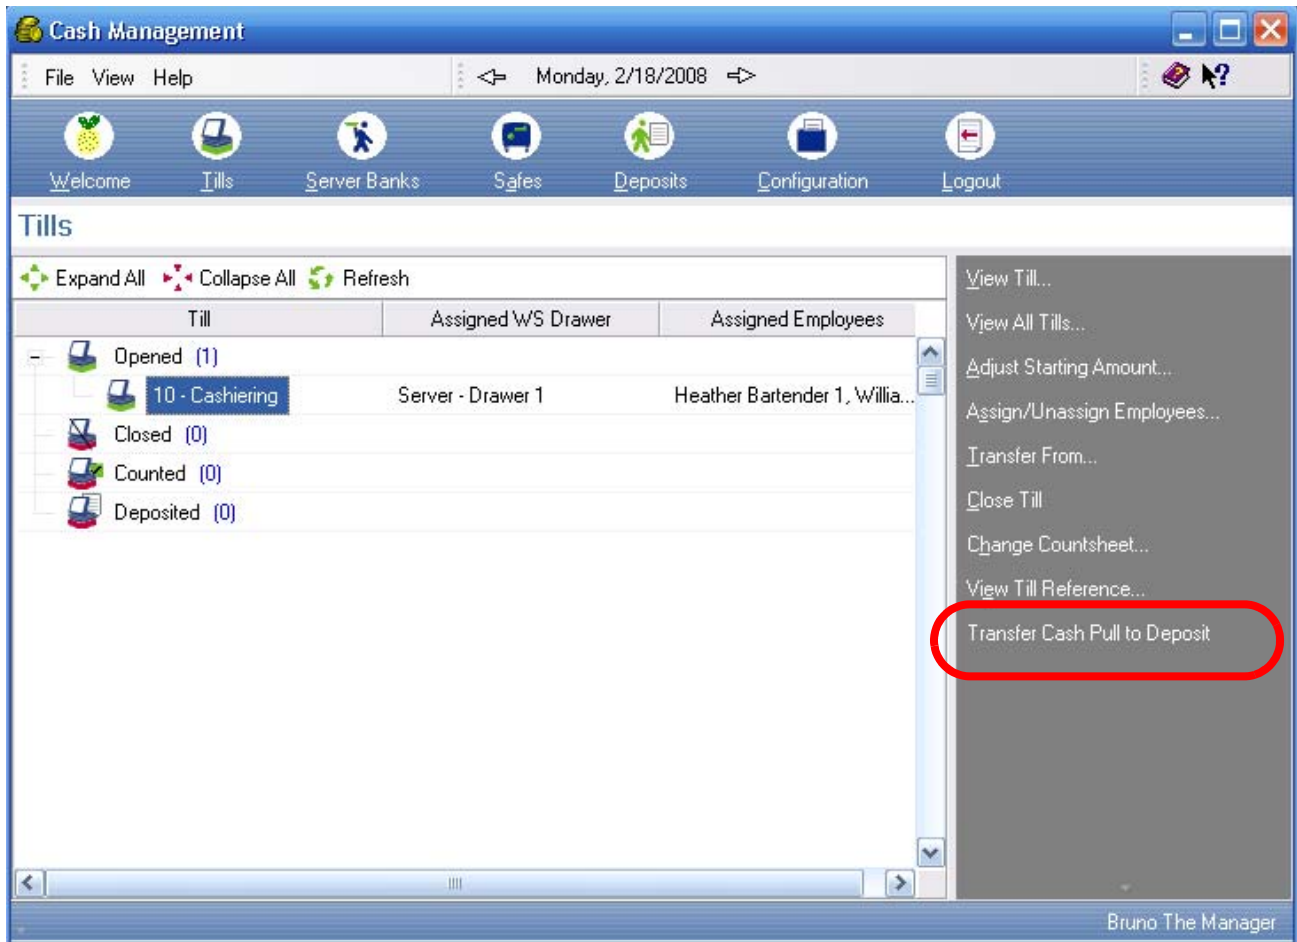 Cash Management
File View Help Monday, 2/18/2008
Welcome Tills Server Banks Safes Deposits Configuration Logout
Tills
Expand All Collapse All Refresh
Till Assigned WS Drawer Assigned Employees
Opened (1)
10 - Cashiering Server - Drawer 1 Heather Bartender 1, Willia...
Closed (0)
Counted (0)
Deposited (0)
View Till...
View All Tills...
Adjust Starting Amount...
Assign/Unassign Employees...
Transfer From...
Close Till
Change Countsheet...
View Till Reference...
Transfer Cash Pull to Deposit
Bruno The Manager